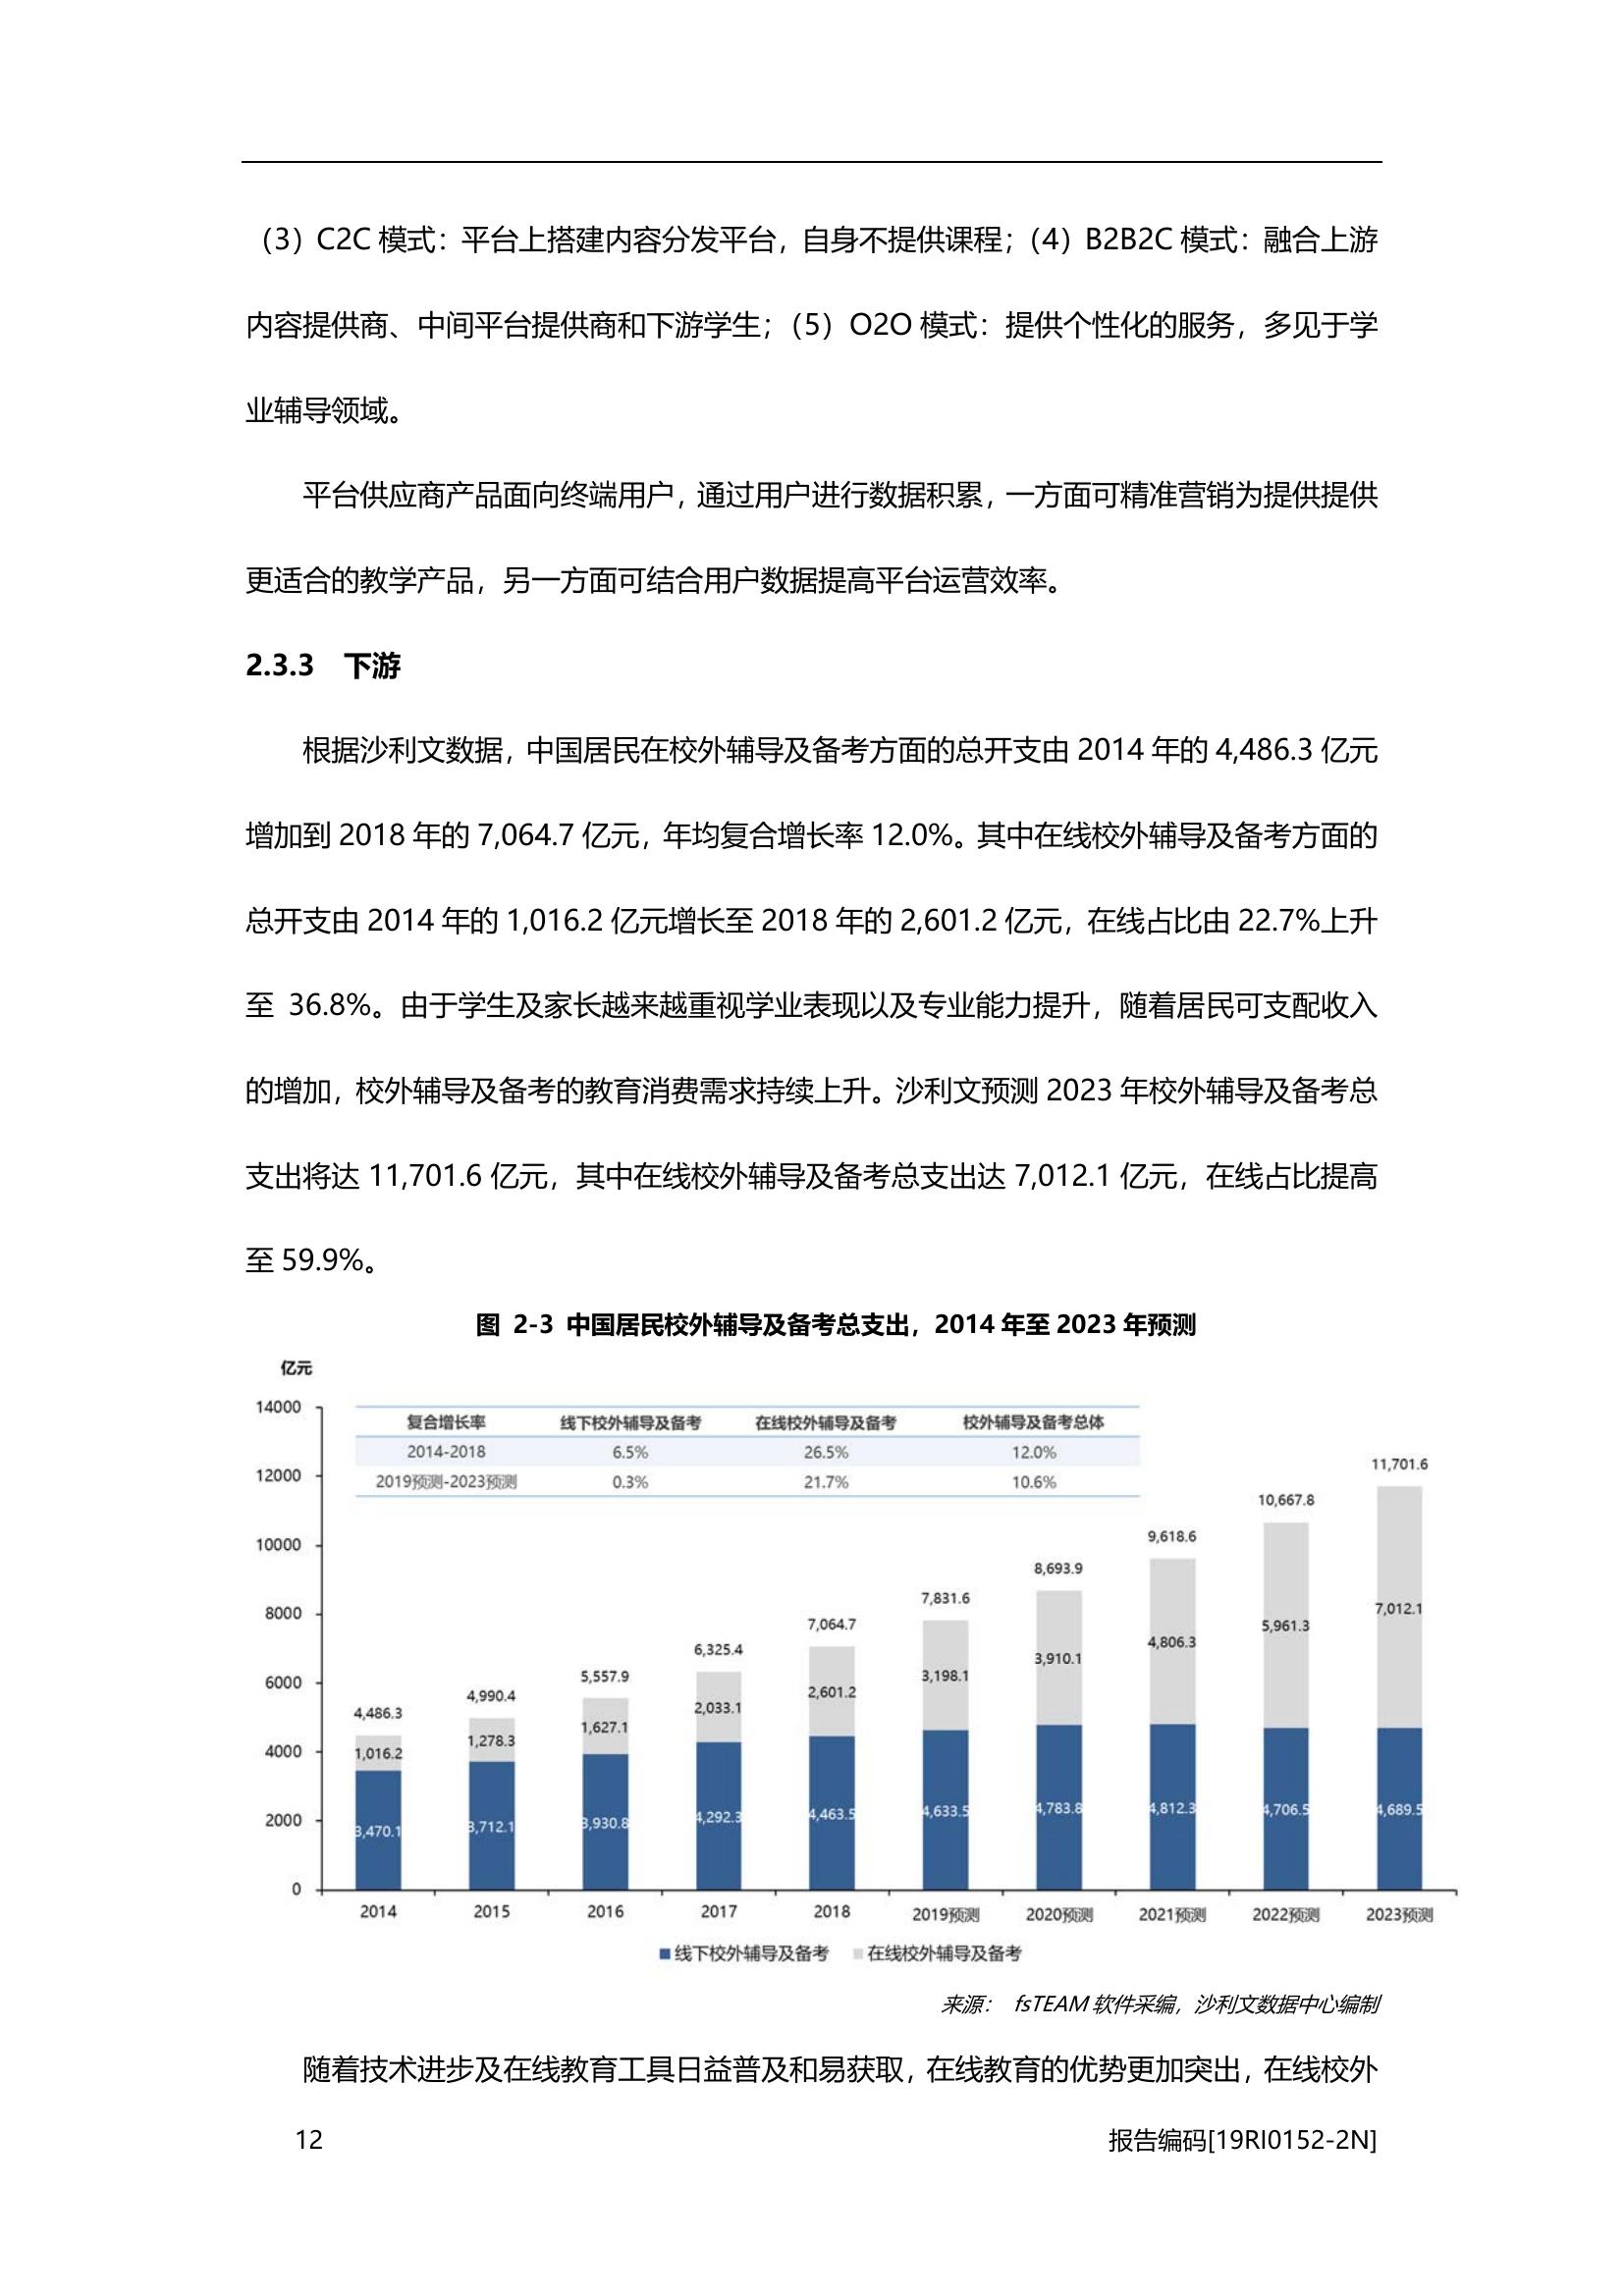 （3）C2C 模式：平台上搭建内容分发平台，自身不提供课程；（4）B2B2C 模式：融合上游
内容提供商、中间平台提供商和下游学生；（5）O2O 模式：提供个性化的服务，多见于学
业辅导领域。
平台供应商产品面向终端用户，通过用户进行数据积累，一方面可精准营销为提供提供
更适合的教学产品，另一方面可结合用户数据提高平台运营效率。
2.3.3 下游
根据沙利文数据，中国居民在校外辅导及备考方面的总开支由 2014 年的 4,486.3 亿元
增加到 2018 年的 7,064.7 亿元，年均复合增长率 12.0%。其中在线校外辅导及备考方面的
总开支由 2014 年的 1,016.2 亿元增长至 2018 年的 2,601.2 亿元，在线占比由 22.7%上升
至 36.8%。由于学生及家长越来越重视学业表现以及专业能力提升，随着居民可支配收入
的增加，校外辅导及备考的教育消费需求持续上升。沙利文预测 2023 年校外辅导及备考总
支出将达 11,701.6 亿元，其中在线校外辅导及备考总支出达 7,012.1 亿元，在线占比提高
至 59.9%。
图 2-3 中国居民校外辅导及备考总支出，2014 年至 2023 年预测
亿元
复合增长率 线下校外辅导及备考 在线校外辅导及备考 校外辅导及备考总体
2014-2018 6.5% 26.5% 12.0%
2019预测-2023预测 0.3% 21.7% 10.6%
14000
12000
10000
8000
6000
4000
2000
0
4,486.3 4,990.4 5,557.9 6,325.4 7,064.7 7,831.6 8,693.9 9,618.6 10,667.8 11,701.6
1,016.2 1,278.3 1,627.1 2,033.1 2,601.2 3,198.1 3,910.1 4,806.3 5,961.3 7,012.1
3,470.1 3,712.1 3,930.8 4,292.3 4,463.5 4,633.5 4,783.8 4,812.3 4,706.5 4,689.5
2014 2015 2016 2017 2018 2019预测 2020预测 2021预测 2022预测 2023预测
线下校外辅导及备考 在线校外辅导及备考
来源： fsTEAM 软件采编，沙利文数据中心编制
随着技术进步及在线教育工具日益普及和易获取，在线教育的优势更加突出，在线校外
12 报告编码[19RI0152-2N]